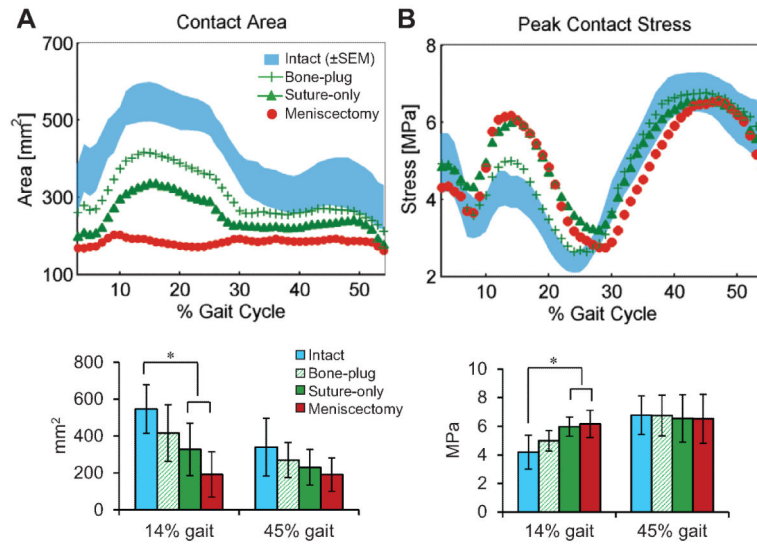 A
Contact Area
700
500
300
100
Area [mm²]
Intact (±SEM)
Bone-plug
Suture-only
Meniscectomy
10 20 30 40 50
% Gait Cycle
B
Peak Contact Stress
8
6
4
2
Stress [MPa]
10 20 30 40 50
% Gait Cycle
800
600
400
200
0
mm²
*
Intact
Bone-plug
Suture-only
Meniscectomy
14% gait 45% gait
10
8
6
4
2
0
MPa
*
14% gait 45% gait